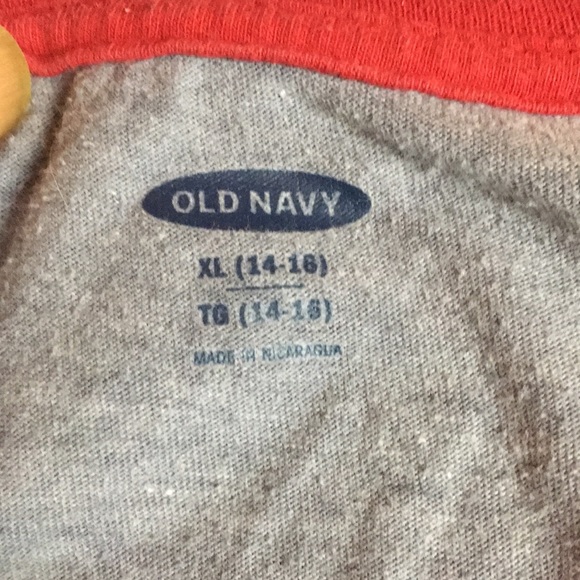 OLD NAVY
XL (14-16)
TG (14-16)
MADE IN NICARAGUA